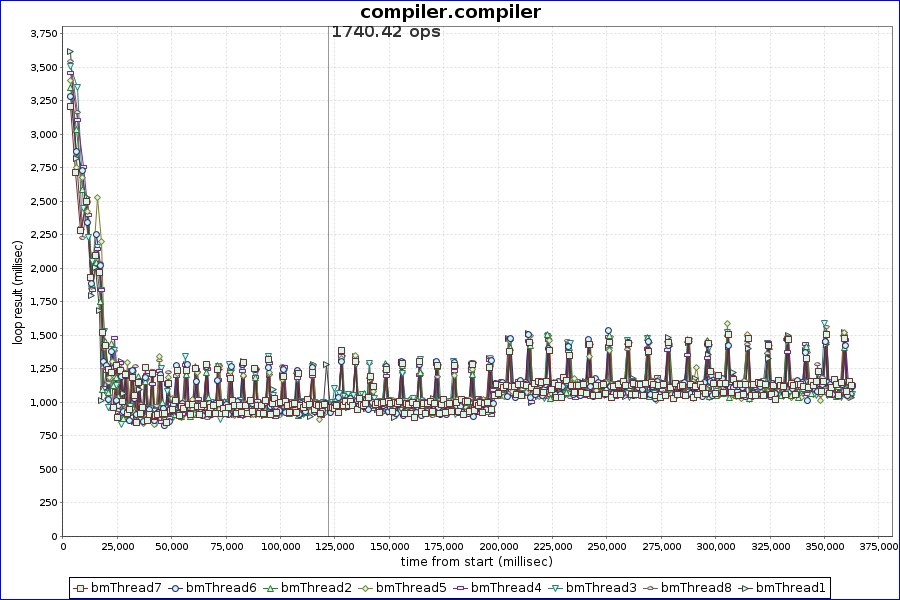 compiler.compiler
1740.42 ops
3,750
3,500
3,250
3,000
2,750
2,500
2,250
2,000
1,750
1,500
1,250
1,000
750
500
250
0
loop result (millisec)
0 25,000 50,000 75,000 100,000 125,000 150,000 175,000 200,000 225,000 250,000 275,000 300,000 325,000 350,000 375,000
time from start (millisec)
bmThread7 bmThread6 bmThread2 bmThread5 bmThread4 bmThread3 bmThread8 bmThread1